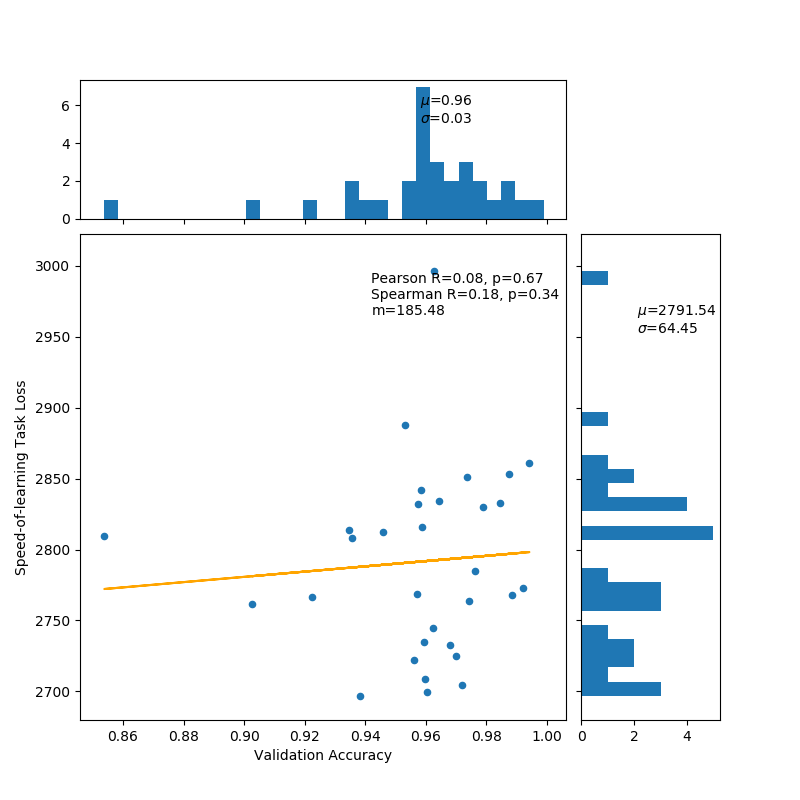 6
4
2
0
μ=0.96
σ=0.03
3000
2950
2900
2850
2800
2750
2700
Speed-of-learning Task Loss
Pearson R=0.08, p=0.67
Spearman R=0.18, p=0.34
m=185.48
0.86 0.88 0.90 0.92 0.94 0.96 0.98 1.00
Validation Accuracy
μ=2791.54
σ=64.45
0 2 4